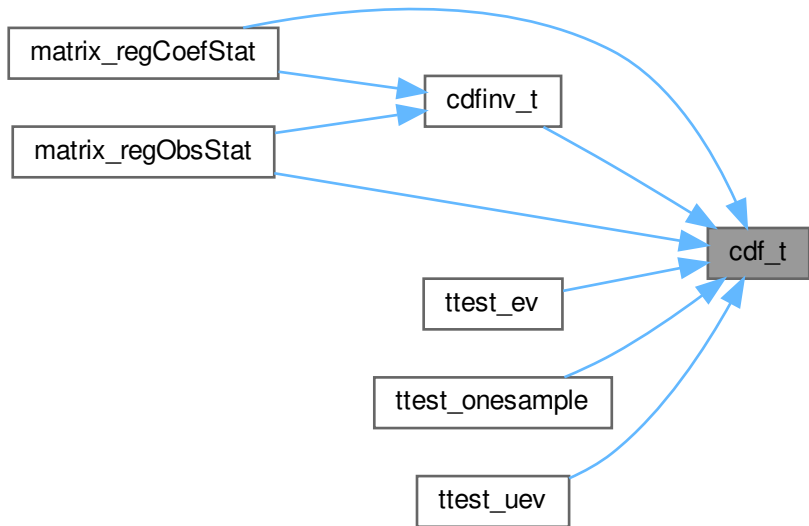 matrix_regCoefStat
cdfinv_t
matrix_regObsStat
cdf_t
ttest_ev
ttest_onesample
ttest_uev